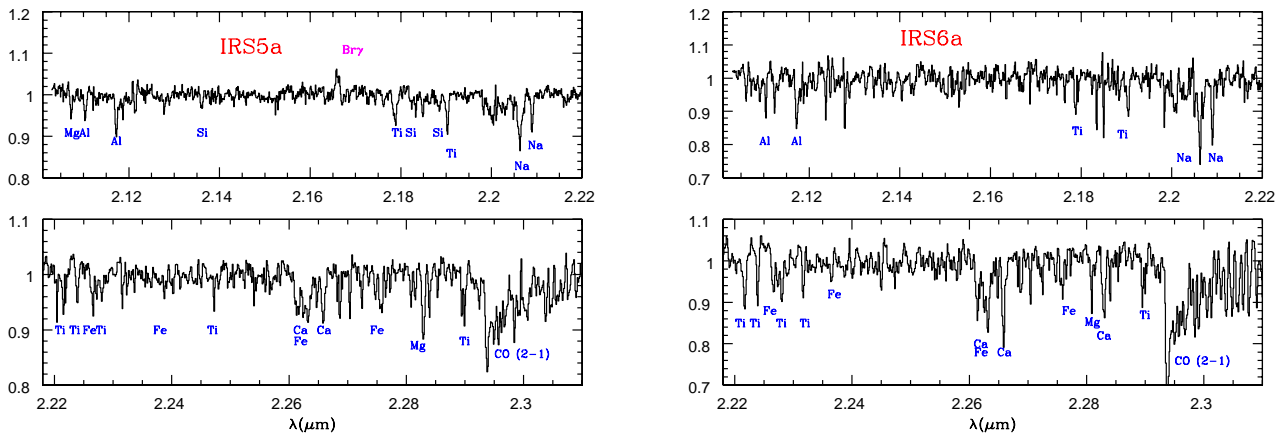 1.2
1.1
1
0.9
0.8
IRS5a
Brγ
Mg Al Al Si Ti Si Si Ti Na Na
2.12 2.14 2.16 2.18 2.2 2.22
1.1
1
0.9
0.8
Ti Ti Fe Ti Fe Ti Ca Fe Ca Fe Mg Ti CO (2-1)
2.22 2.24 2.26 2.28 2.3
λ(μm)
1.2
1.1
1
0.9
0.8
0.7
IRS6a
Al Al Ti Ti Na Na
2.12 2.14 2.16 2.18 2.2 2.22
1.1
1
0.9
0.8
0.7
Ti Ti Fe Ti Ti Fe Ca Fe Ca Fe Mg Ca Ti CO (2-1)
2.22 2.24 2.26 2.28 2.3
λ(μm)